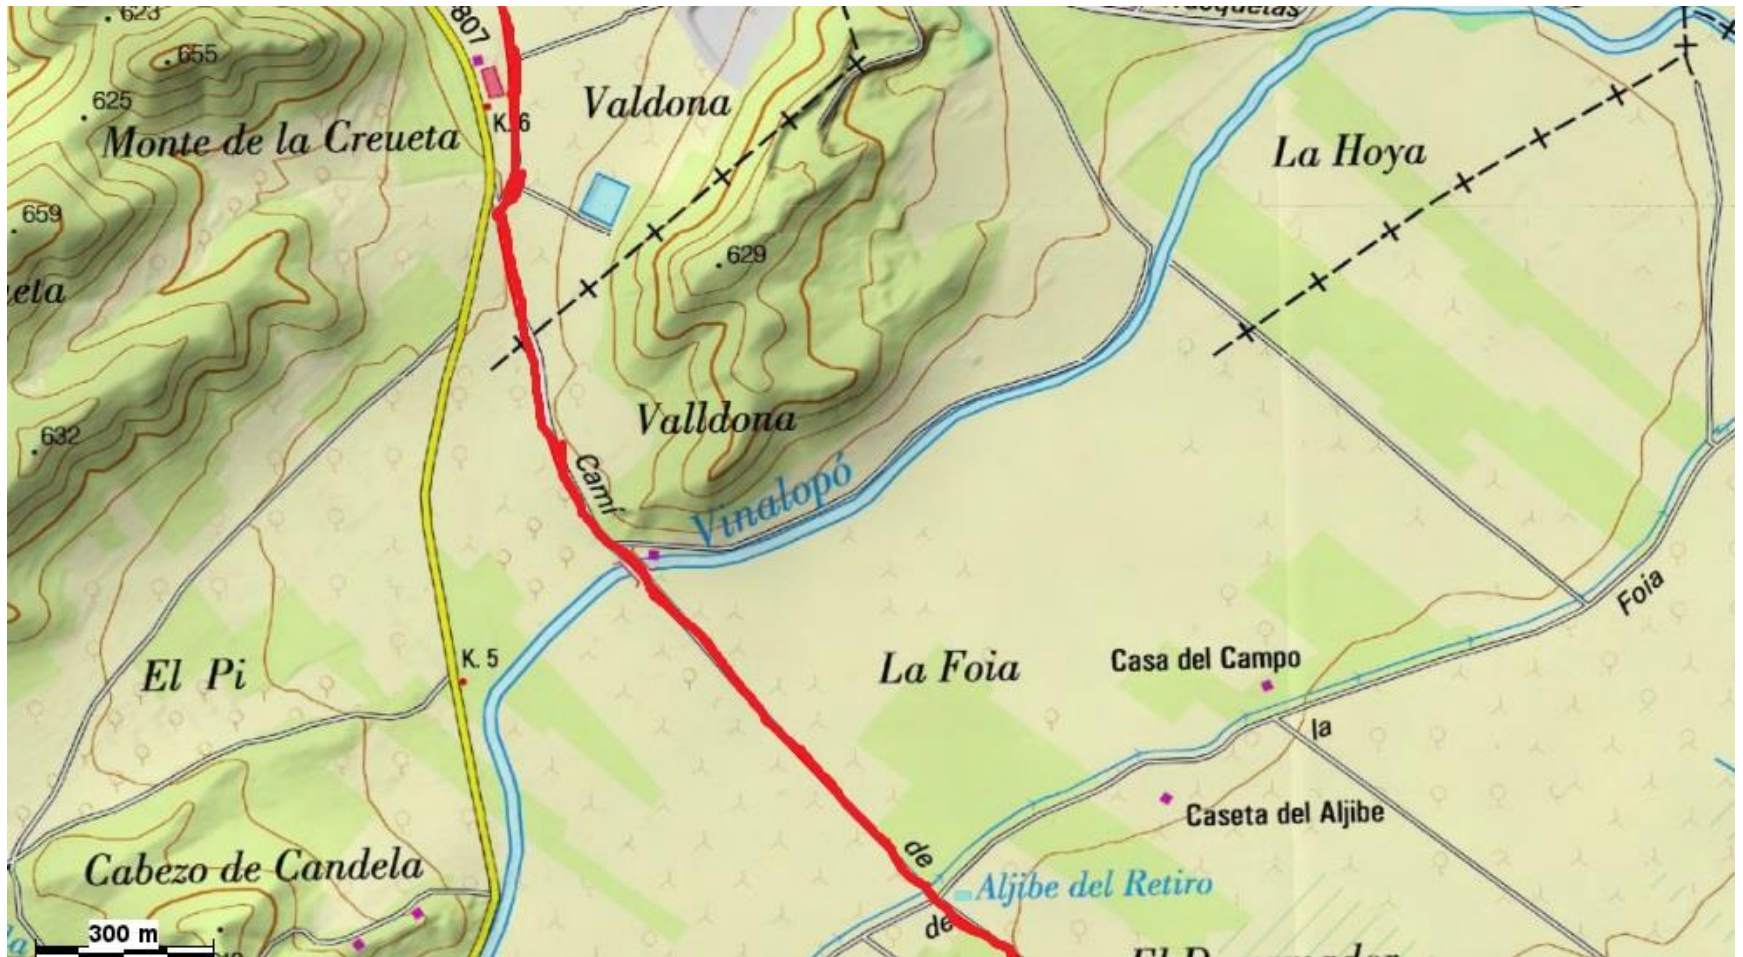 623
807
655
625
K. 6
Valdona
Monte de la Creueta
La Hoya
659
629
eta
632
Valldona
Camí
Vinalopó
Foia
K. 5
El Pi
La Foia
Casa del Campo
la
Caseta del Aljibe
de
Cabezo de Candela
Aljibe del Retiro
de
300 m